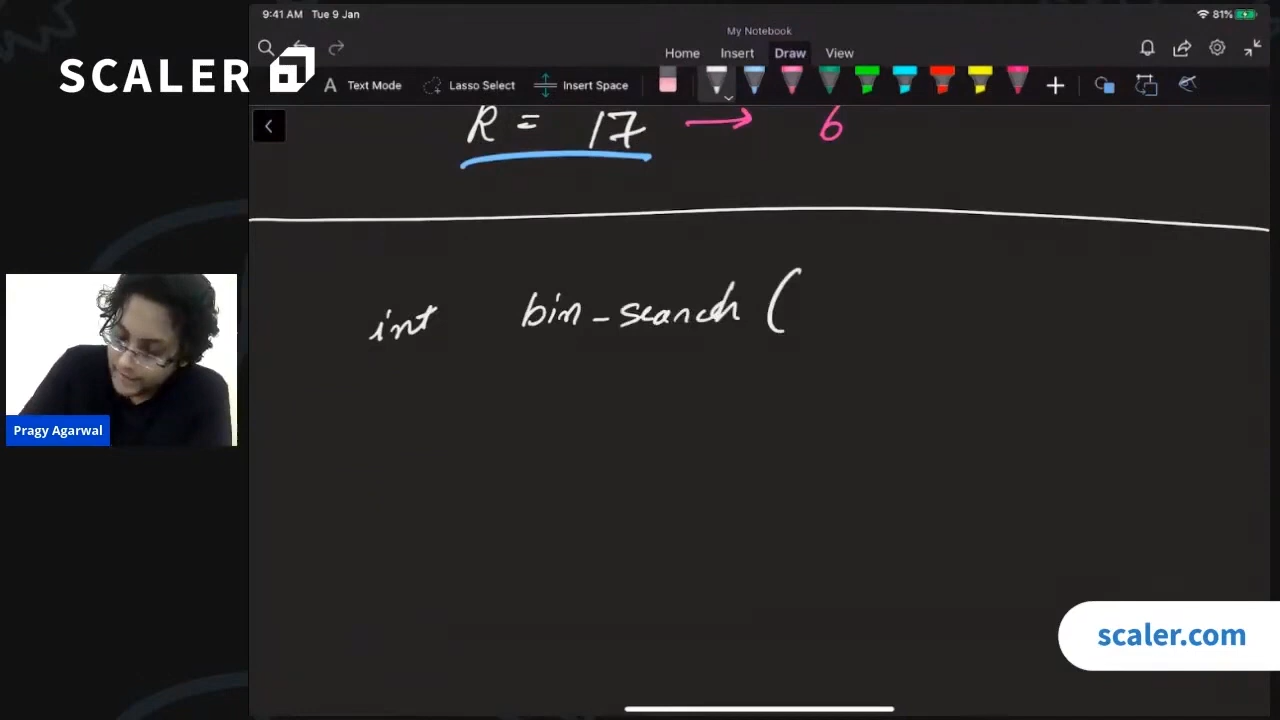 9:41 AM Tue 9 Jan
81%
My Notebook
SCALER
Home Insert Draw View
Text Mode Lasso Select Insert Space
R = 17 → 6
int bin-search (
Pragy Agarwal
scaler.com